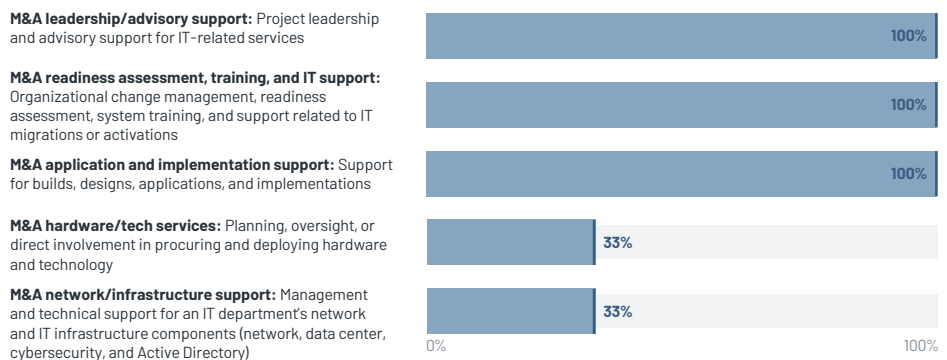 M&A leadership/advisory support: Project leadership
and advisory support for IT-related services
100%
M&A readiness assessment, training, and IT support:
Organizational change management, readiness
assessment, system training, and support related to IT
migrations or activations
100%
M&A application and implementation support: Support
for builds, designs, applications, and implementations
100%
M&A hardware/tech services: Planning, oversight, or
direct involvement in procuring and deploying hardware
and technology
33%
M&A network/infrastructure support: Management
and technical support for an IT department's network
and IT infrastructure components (network, data center,
cybersecurity, and Active Directory)
33%
0%
100%